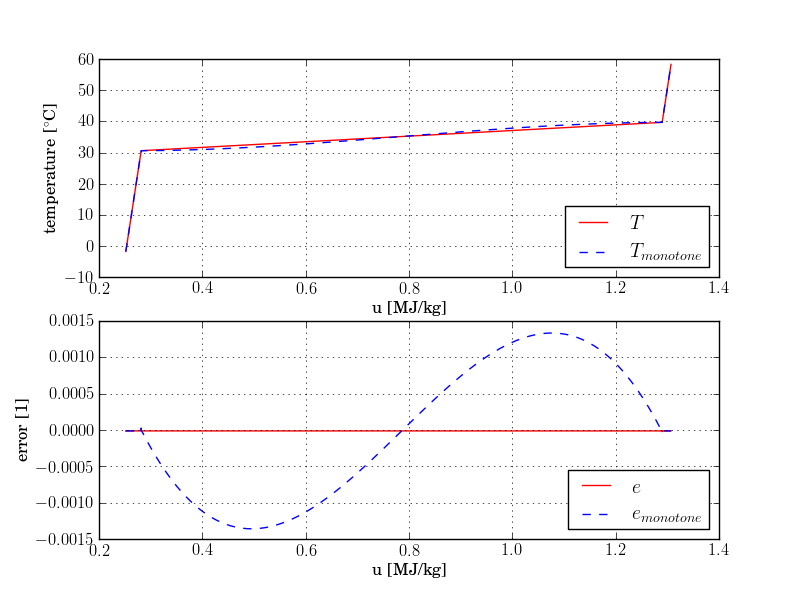 60
50
40
30
20
10
0
−10
temperature [°C]
T
T_monotone
0.2 0.4 0.6 0.8 1.0 1.2 1.4
u [MJ/kg]
0.0015
0.0010
0.0005
0.0000
−0.0005
−0.0010
−0.0015
error [1]
e
e_monotone
0.2 0.4 0.6 0.8 1.0 1.2 1.4
u [MJ/kg]